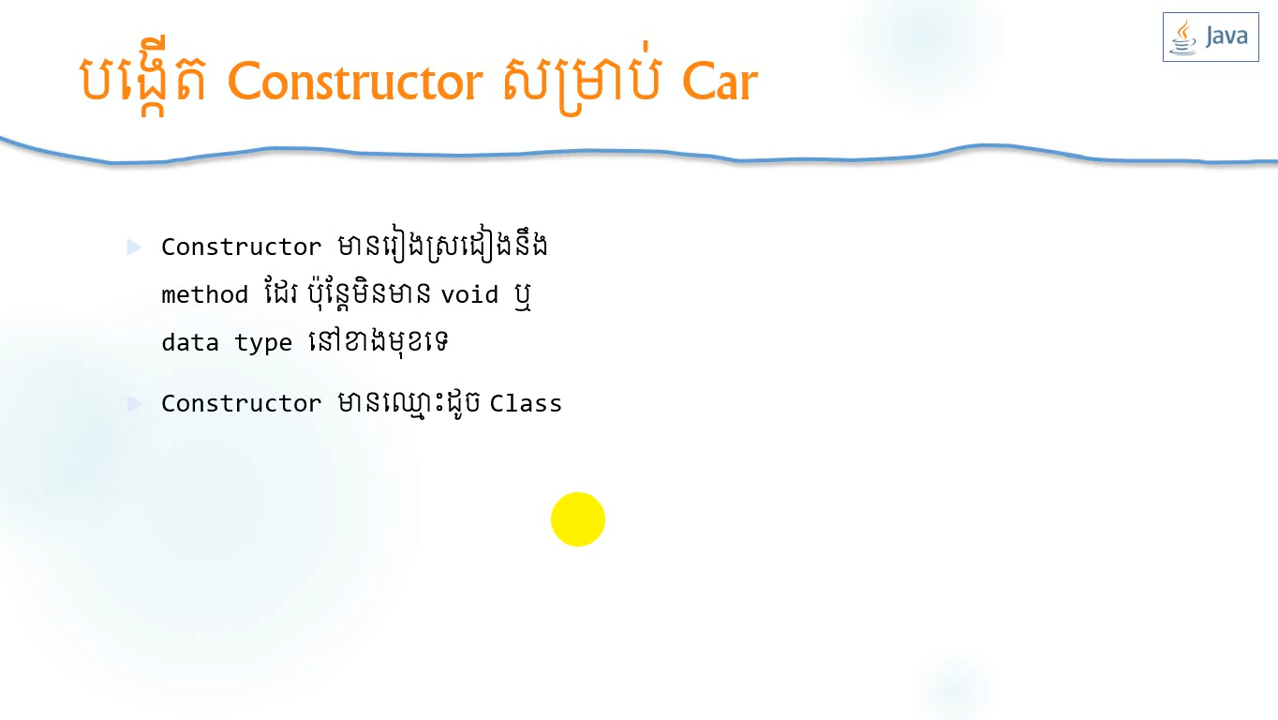 Java
បង្កើត Constructor សម្រាប់ Car
Constructor មានរៀងស្រដៀងនឹង
method ដែរ ប៉ុន្តែមិនមាន void ឬ
data type នៅខាងមុខទេ
Constructor មានឈ្មោះដូច Class